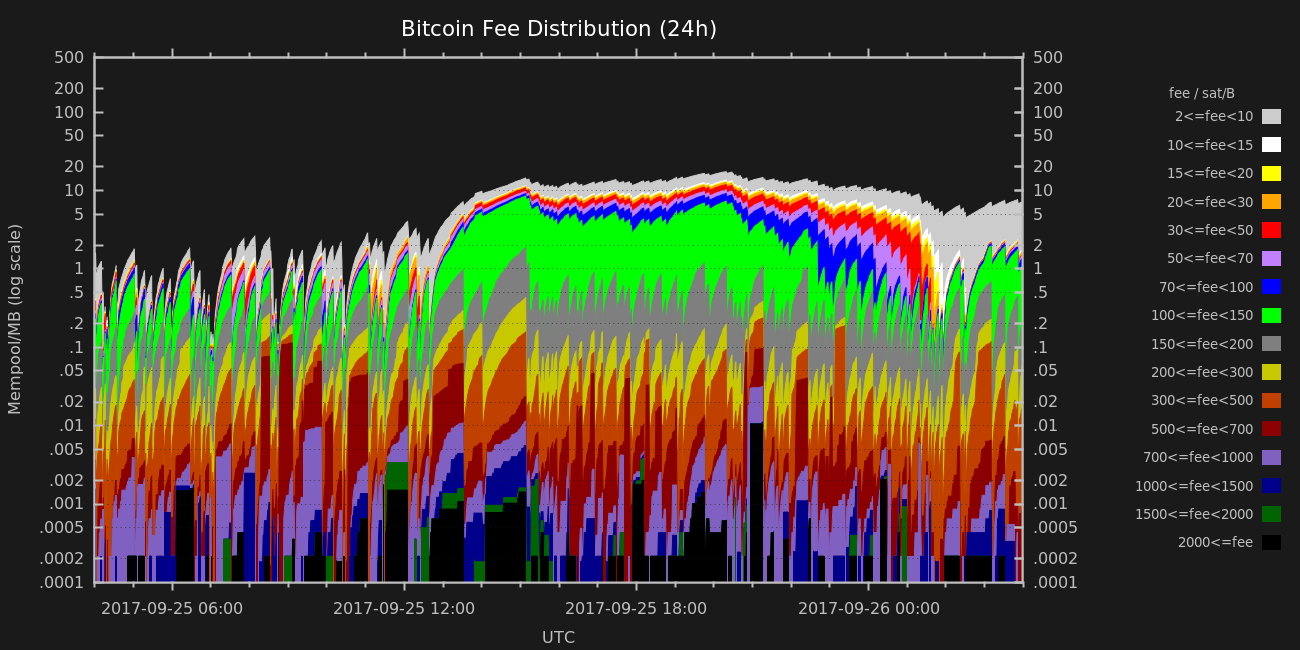 Bitcoin Fee Distribution (24h)
500
200
100
50
20
10
5
2
1
.5
.2
.1
.05
.02
.01
.005
.002
.001
.0005
.0002
.0001
Mempool/MB (log scale)
500
200
100
50
20
10
5
2
1
.5
.2
.1
.05
.02
.01
.005
.002
.001
.0005
.0002
.0001
2017-09-25 06:00 2017-09-25 12:00 2017-09-25 18:00 2017-09-26 00:00
UTC
fee / sat/B
2<=fee<10
10<=fee<15
15<=fee<20
20<=fee<30
30<=fee<50
50<=fee<70
70<=fee<100
100<=fee<150
150<=fee<200
200<=fee<300
300<=fee<500
500<=fee<700
700<=fee<1000
1000<=fee<1500
1500<=fee<2000
2000<=fee